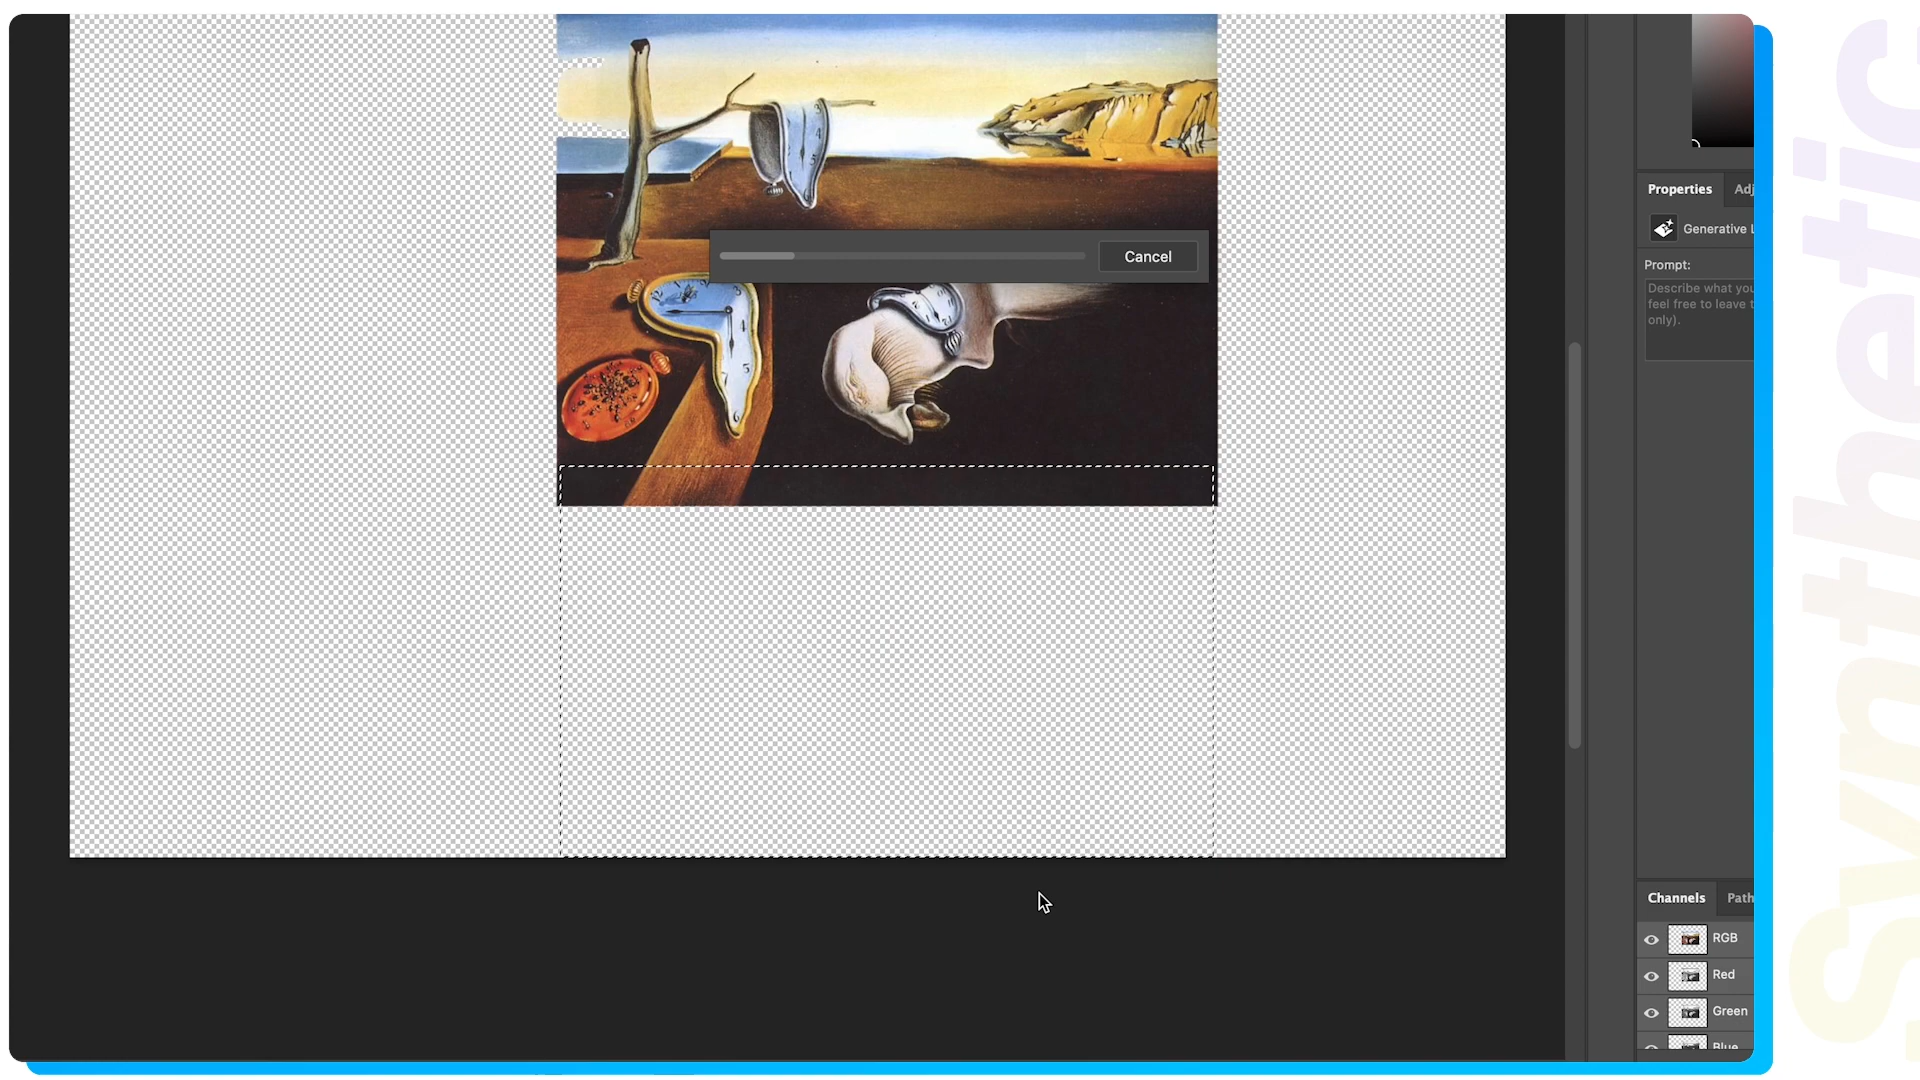 Properties
Adj
Generative L
Prompt:
Describe what you
feel free to leave t
only).
Cancel
Channels
Path
RGB
Red
Green
Blue
Synthetic